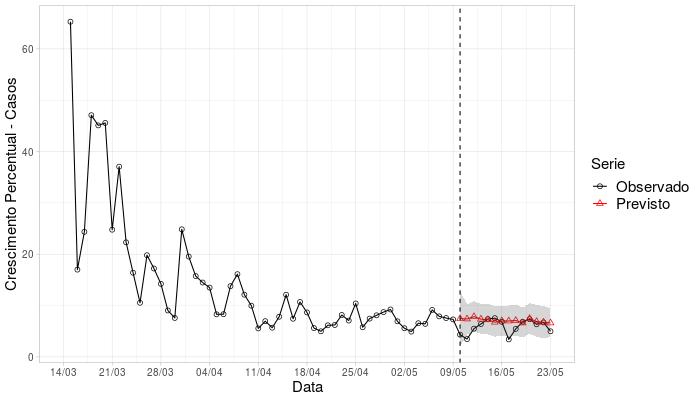 Crescimento Percentual - Casos
60
40
20
0
14/03 21/03 28/03 04/04 11/04 18/04 25/04 02/05 09/05 16/05 23/05
Data
Serie
Observado
Previsto